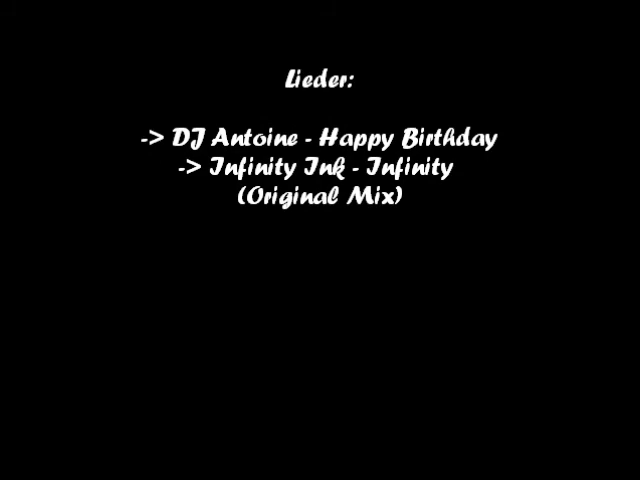 Lieder:
-> DJ Antoine - Happy Birthday
-> Infinity Ink - Infinity
(Original Mix)